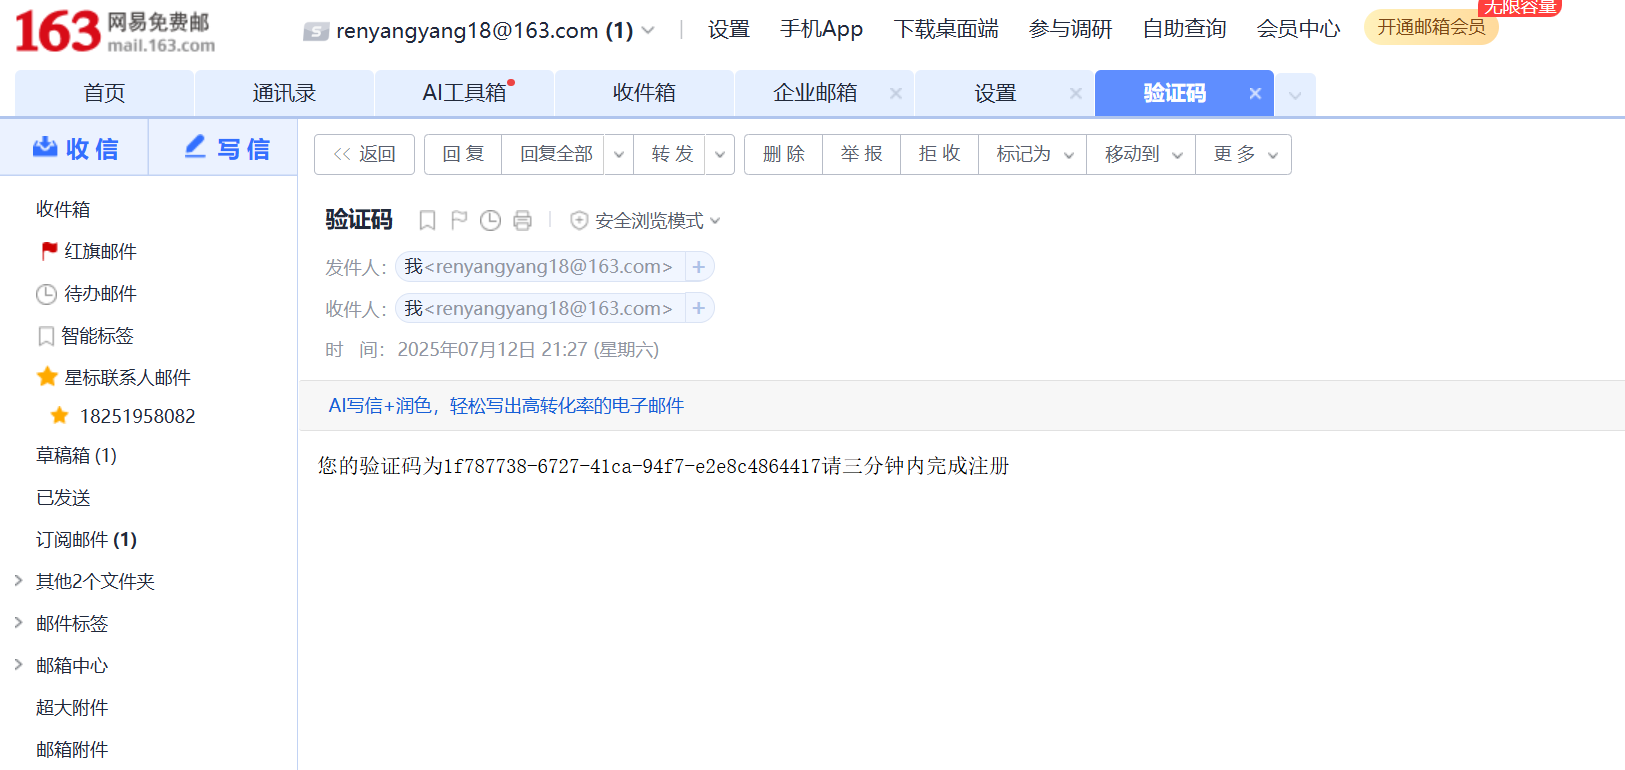 163 网易免费邮
mail.163.com
renyangyang18@163.com (1)
设置 手机App 下载桌面端 参与调研 自助查询 会员中心 开通邮箱会员
无限容量
首页 通讯录 AI工具箱 收件箱 企业邮箱 设置 验证码
收信 写信
<< 返回 回复 回复全部 转发 删除 举报 拒收 标记为 移动到 更多
收件箱
红旗邮件
待办邮件
智能标签
星标联系人邮件
18251958082
草稿箱 (1)
已发送
订阅邮件 (1)
其他2个文件夹
邮件标签
邮箱中心
超大附件
邮箱附件
验证码 安全浏览模式
发件人： 我<renyangyang18@163.com> +
收件人： 我<renyangyang18@163.com> +
时 间： 2025年07月12日 21:27 (星期六)
AI写信+润色，轻松写出高转化率的电子邮件
您的验证码为1f787738-6727-41ca-94f7-e2e8c4864417请三分钟内完成注册